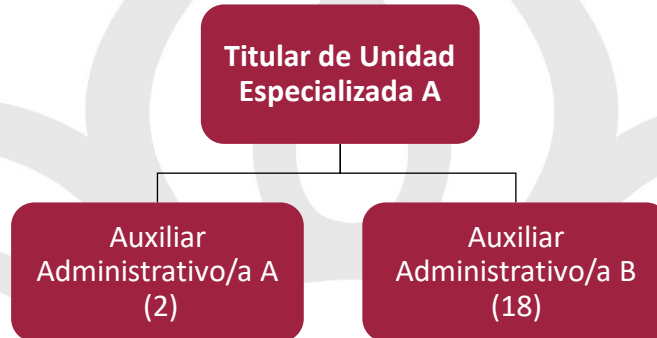 Titular de Unidad
Especializada A
Auxiliar
Administrativo/a A
(2)
Auxiliar
Administrativo/a B
(18)